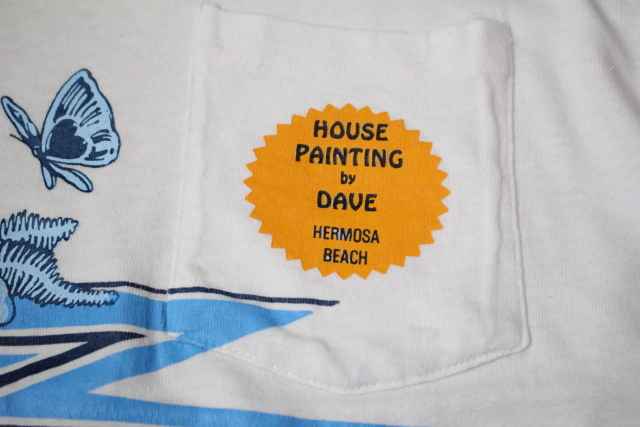 HOUSE
PAINTING
by
DAVE
HERMOSA
BEACH